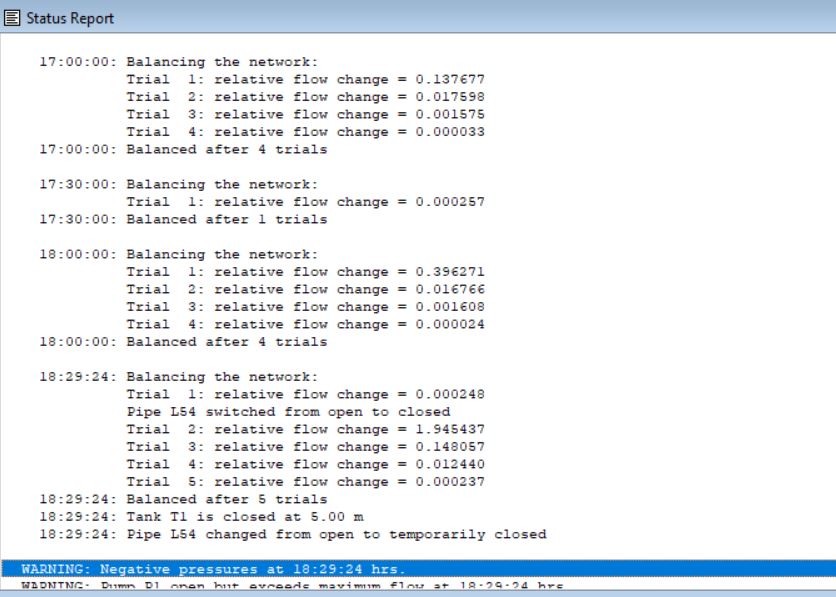 Status Report
17:00:00: Balancing the network:
Trial 1: relative flow change = 0.137677
Trial 2: relative flow change = 0.017598
Trial 3: relative flow change = 0.001575
Trial 4: relative flow change = 0.000033
17:00:00: Balanced after 4 trials
17:30:00: Balancing the network:
Trial 1: relative flow change = 0.000257
17:30:00: Balanced after 1 trials
18:00:00: Balancing the network:
Trial 1: relative flow change = 0.396271
Trial 2: relative flow change = 0.016766
Trial 3: relative flow change = 0.001608
Trial 4: relative flow change = 0.000024
18:00:00: Balanced after 4 trials
18:29:24: Balancing the network:
Trial 1: relative flow change = 0.000248
Pipe L54 switched from open to closed
Trial 2: relative flow change = 1.945437
Trial 3: relative flow change = 0.148057
Trial 4: relative flow change = 0.012440
Trial 5: relative flow change = 0.000237
18:29:24: Balanced after 5 trials
18:29:24: Tank T1 is closed at 5.00 m
18:29:24: Pipe L54 changed from open to temporarily closed
WARNING: Negative pressures at 18:29:24 hrs.
WARNING: Pump P1 open but exceeds maximum flow at 18:29:24 hrs